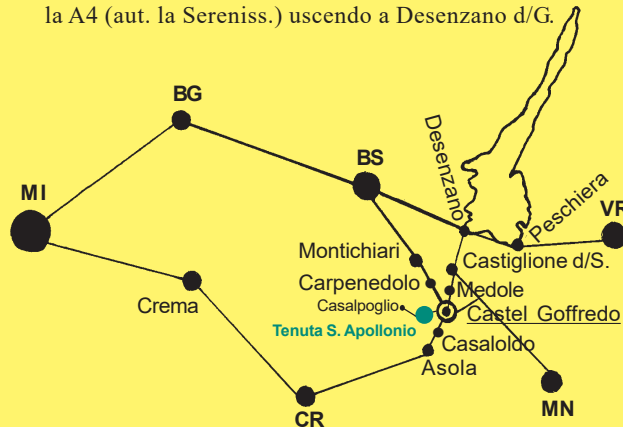 la A4 (aut. la Sereniss.) uscendo a Desenzano d/G.
BG
Desenzano
BS
MI
Peschiera
VR
Montichiari
Castiglione d/S.
Carpenedolo
Medole
Crema
Casalpoglio
Castel Goffredo
Tenuta S. Apollonio
Casaloldo
Asola
MN
CR